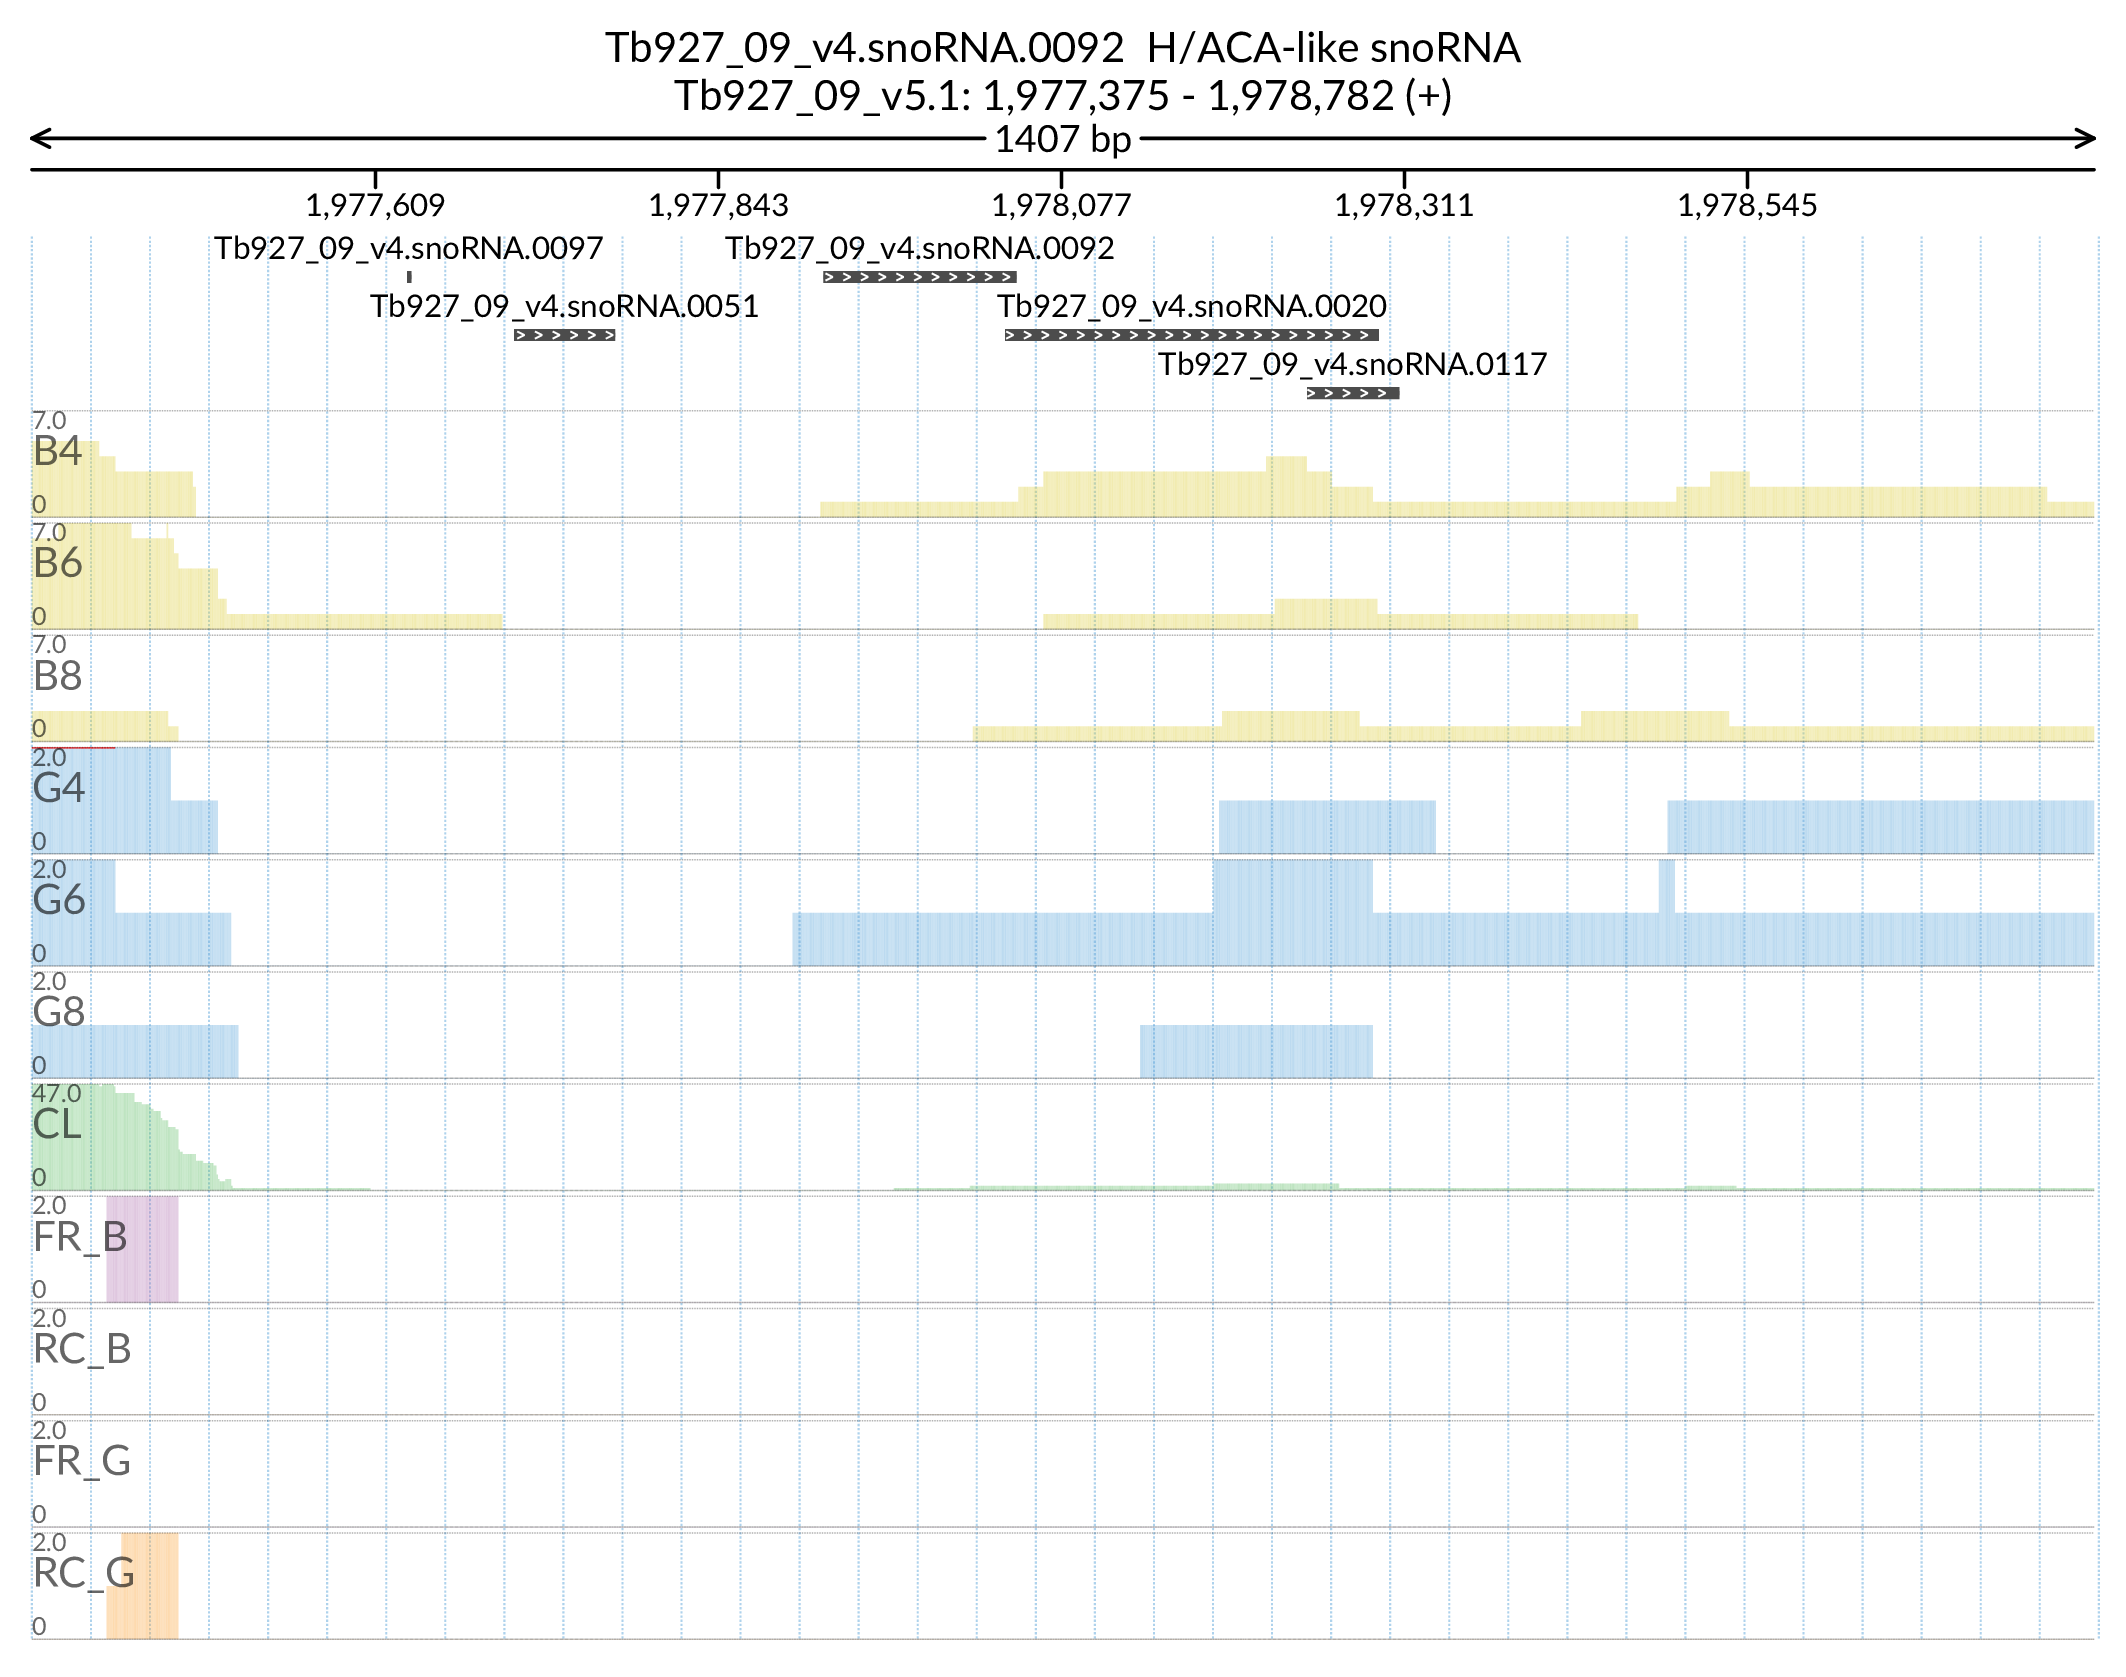 Tb927_09_v4.snoRNA.0092 H/ACA-like snoRNA
Tb927_09_v5.1: 1,977,375 - 1,978,782 (+)
1407 bp
1,977,609 1,977,843 1,978,077 1,978,311 1,978,545
Tb927_09_v4.snoRNA.0097 Tb927_09_v4.snoRNA.0092
Tb927_09_v4.snoRNA.0051 Tb927_09_v4.snoRNA.0020
Tb927_09_v4.snoRNA.0117
7.0
B4
0
7.0
B6
0
7.0
B8
0
2.0
G4
0
2.0
G6
0
2.0
G8
0
47.0
CL
0
2.0
FR_B
0
2.0
RC_B
0
2.0
FR_G
0
2.0
RC_G
0